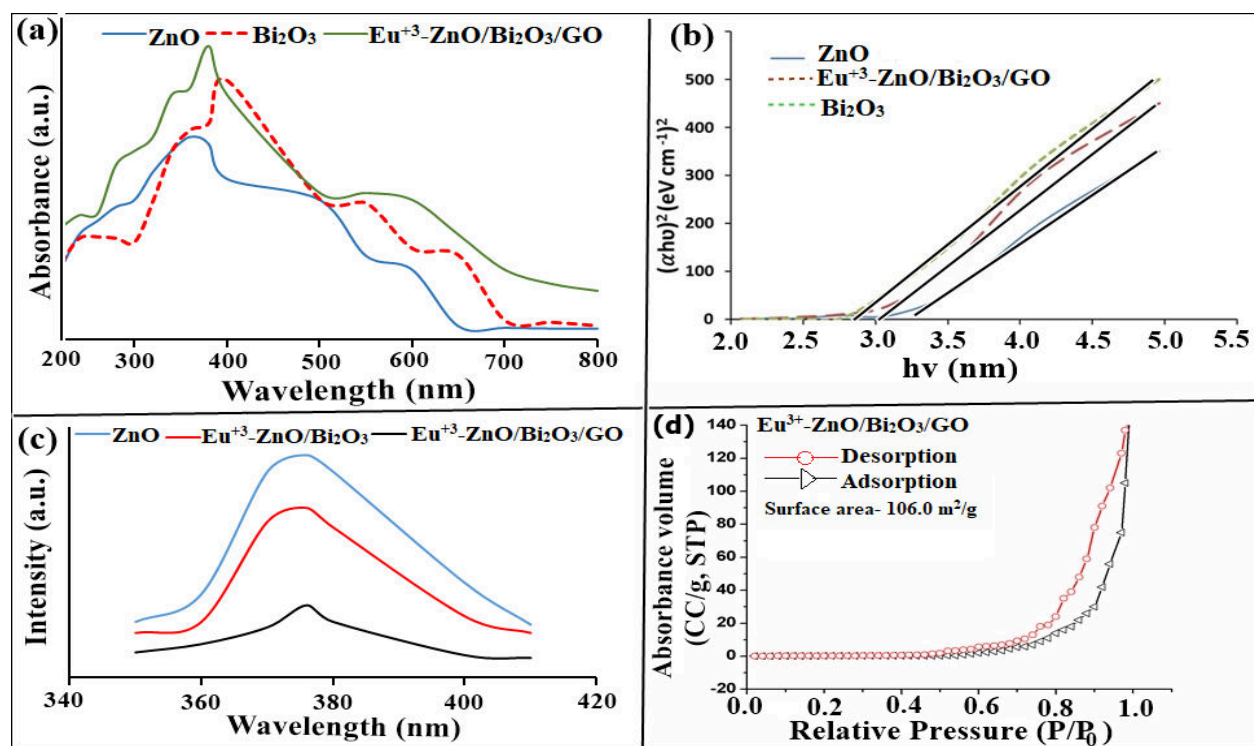 (a)
ZnO
Bi₂O₃
Eu⁺³-ZnO/Bi₂O₃/GO
Absorbance (a.u.)
200 300 400 500 600 700 800
Wavelength (nm)
(b)
ZnO
Eu⁺³-ZnO/Bi₂O₃/GO
Bi₂O₃
(αhυ)² (eV cm⁻¹)²
500
400
300
200
100
0
2.0 2.5 3.0 3.5 4.0 4.5 5.0 5.5
hv (nm)
(c)
ZnO
Eu⁺³-ZnO/Bi₂O₃
Eu⁺³-ZnO/Bi₂O₃/GO
Intensity (a.u.)
340 360 380 400 420
Wavelength (nm)
(d)
Eu³⁺-ZnO/Bi₂O₃/GO
Desorption
Adsorption
Surface area- 106.0 m²/g
Absorbance volume
(CC/g, STP)
140
120
100
80
60
40
20
0
-20
0.0 0.2 0.4 0.6 0.8 1.0
Relative Pressure (P/P₀)